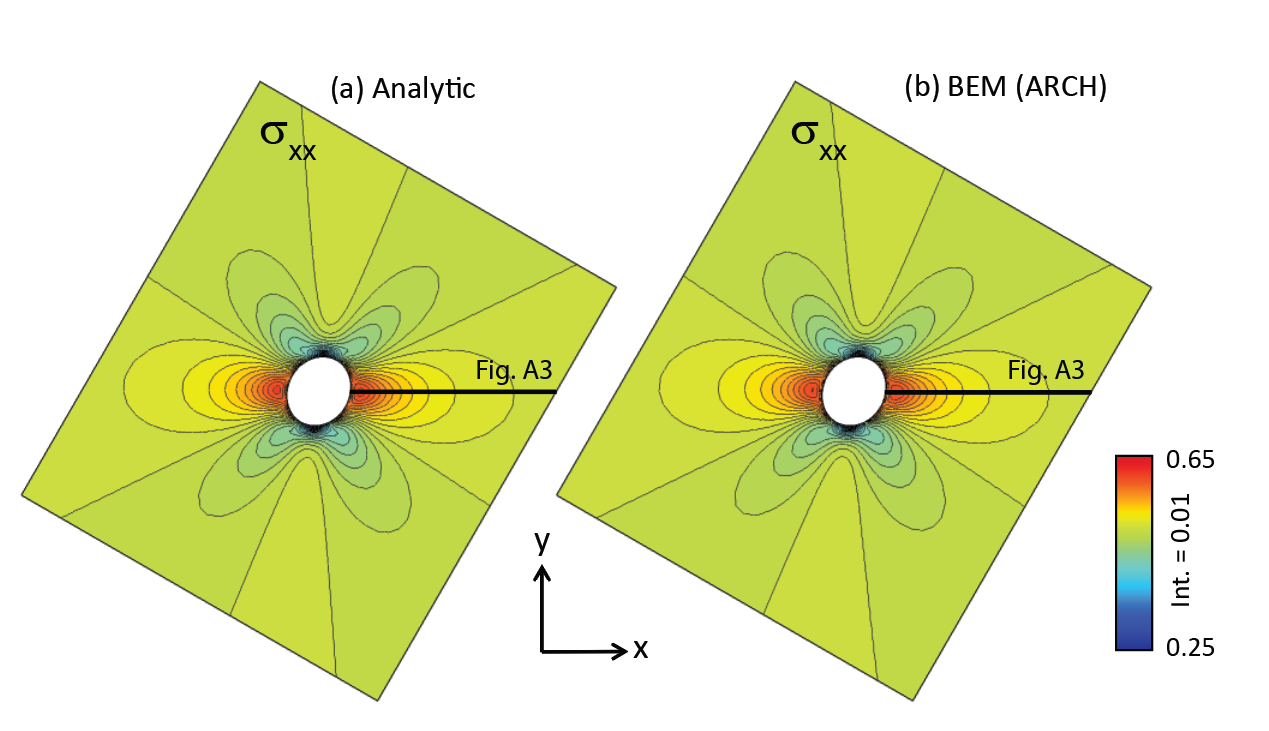 (a) Analytic
(b) BEM (ARCH)
σxx
σxx
Fig. A3
Fig. A3
0.65
Int. = 0.01
0.25
y
x